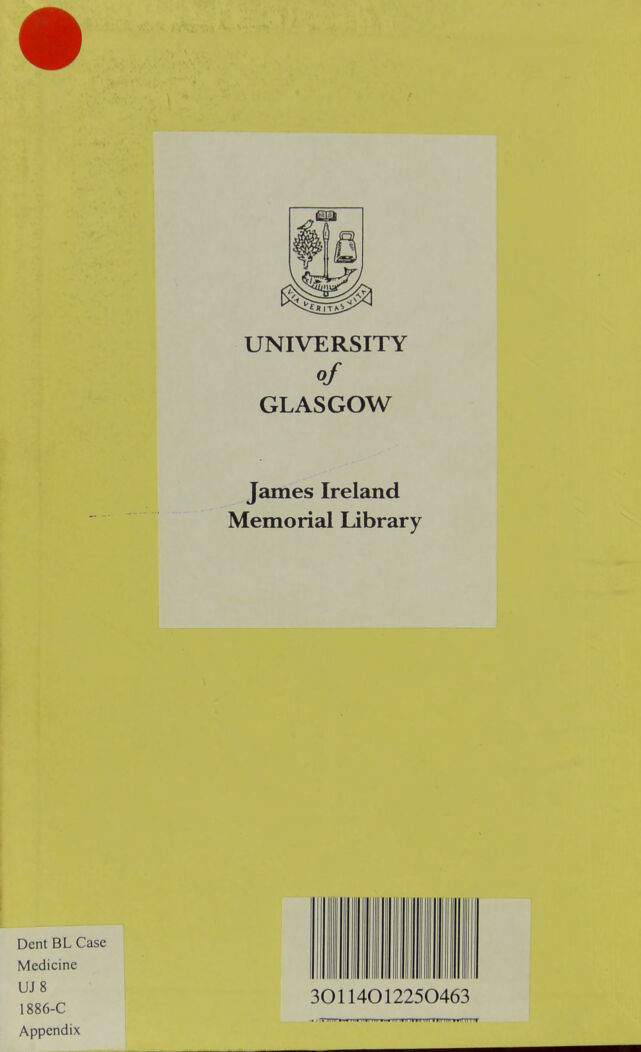 VIA VERITAS VITA
UNIVERSITY
of
GLASGOW
James Ireland
Memorial Library
Dent BL Case
Medicine
UJ 8
1886-C
Appendix
30114012250463